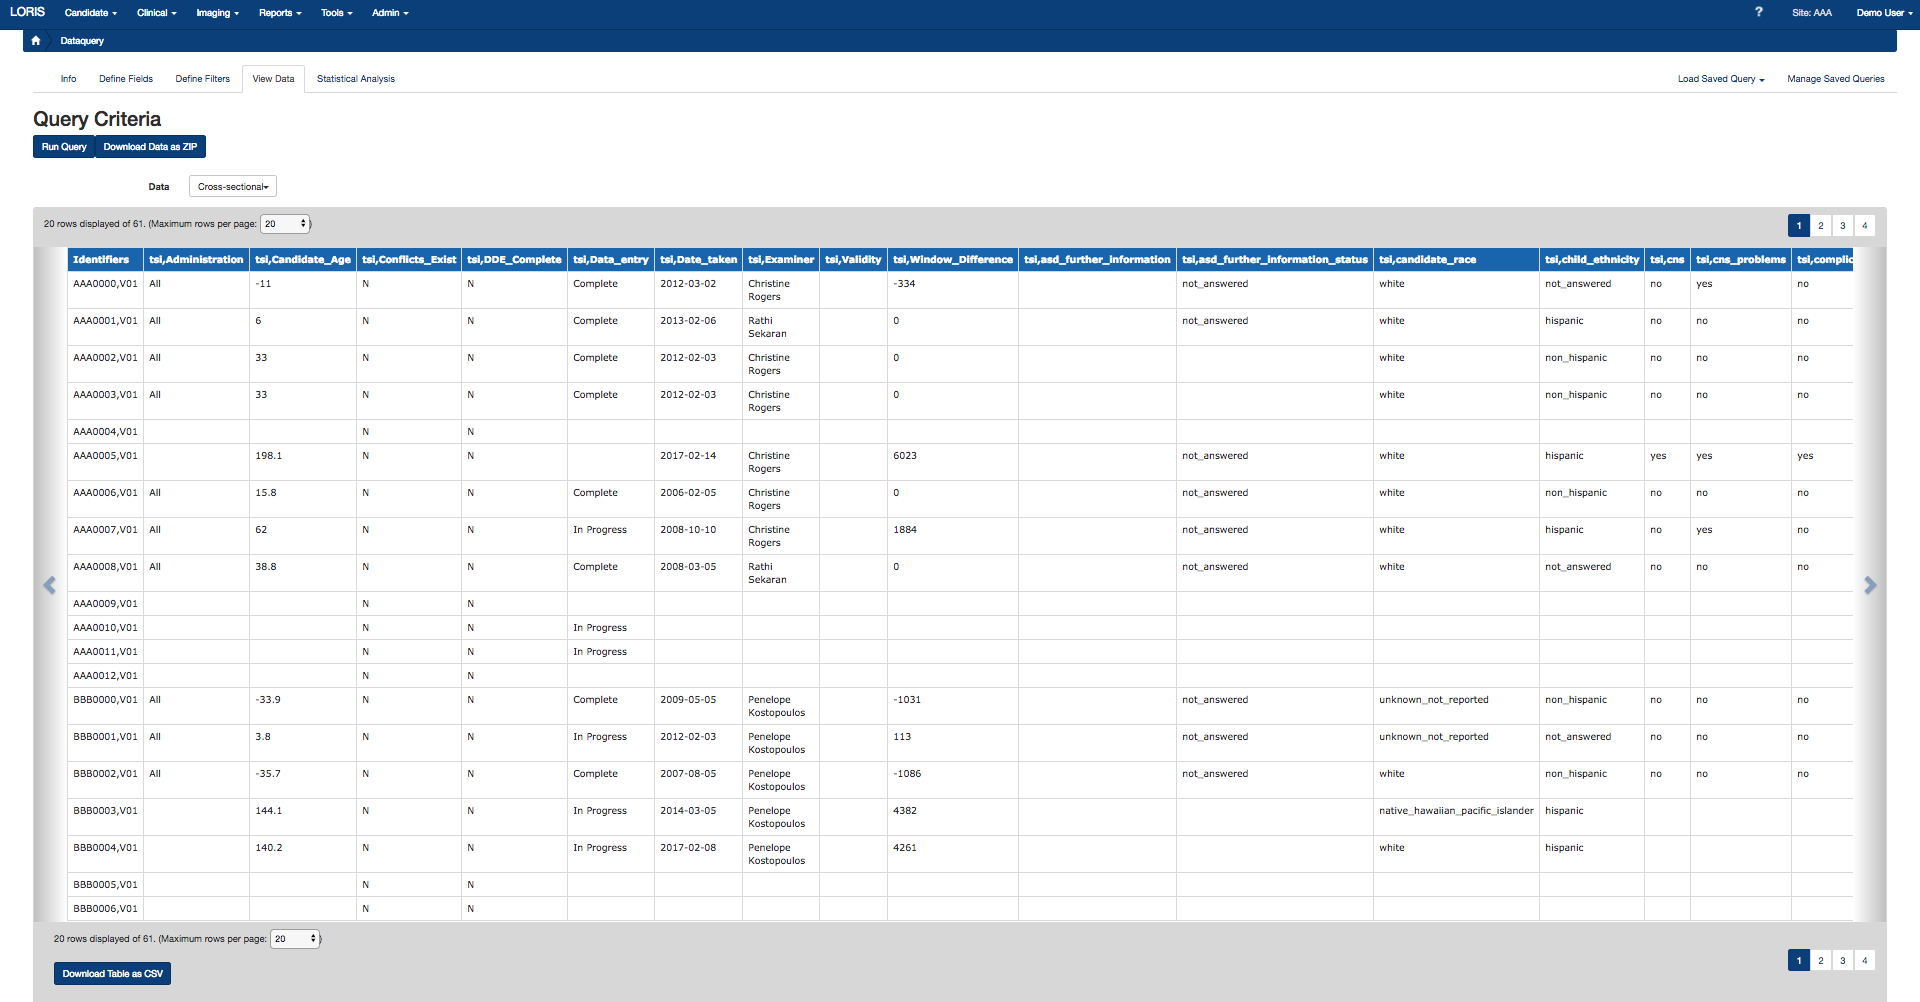 LORIS Candidate Clinical Imaging Reports Tools Admin ? Site: AAA Demo User
Dataquery
Info Define Fields Define Filters View Data Statistical Analysis Load Saved Query Manage Saved Queries
Query Criteria
Run Query Download Data as ZIP
Data Cross-sectional
20 rows displayed of 61. (Maximum rows per page: 20 ) 1 2 3 4
Identifiers tsi,Administration tsi,Candidate_Age tsi,Conflicts_Exist tsi,DDE_Complete tsi,Data_entry tsi,Date_taken tsi,Examiner tsi,Validity tsi,Window_Difference tsi,asd_further_information tsi,asd_further_information_status tsi,candidate_race tsi,child_ethnicity tsi,cns tsi,cns_problems tsi,complic
AAA0000,V01 All -11 N N Complete 2012-03-02 Christine Rogers -334 not_answered white not_answered no yes no
AAA0001,V01 All 6 N N Complete 2013-02-06 Rathi Sekaran 0 not_answered white hispanic no no no
AAA0002,V01 All 33 N N Complete 2012-02-03 Christine Rogers 0 white non_hispanic no no no
AAA0003,V01 All 33 N N Complete 2012-02-03 Christine Rogers 0 white non_hispanic no no no
AAA0004,V01 N N
AAA0005,V01 198.1 N N 2017-02-14 Christine Rogers 6023 not_answered white hispanic yes yes yes
AAA0006,V01 All 15.8 N N Complete 2006-02-05 Christine Rogers 0 not_answered white non_hispanic no no no
AAA0007,V01 All 62 N N In Progress 2008-10-10 Christine Rogers 1884 not_answered white hispanic no yes no
AAA0008,V01 All 38.8 N N Complete 2008-03-05 Rathi Sekaran 0 not_answered white not_answered no no no
AAA0009,V01 N N
AAA0010,V01 N N In Progress
AAA0011,V01 N N In Progress
AAA0012,V01 N N
BBB0000,V01 All -33.9 N N Complete 2009-05-05 Penelope Kostopoulos -1031 not_answered unknown_not_reported non_hispanic no no no
BBB0001,V01 All 3.8 N N In Progress 2012-02-03 Penelope Kostopoulos 113 not_answered unknown_not_reported not_answered no no no
BBB0002,V01 All -35.7 N N Complete 2007-08-05 Penelope Kostopoulos -1086 not_answered white non_hispanic no no no
BBB0003,V01 144.1 N N In Progress 2014-03-05 Penelope Kostopoulos 4382 native_hawaiian_pacific_islander hispanic
BBB0004,V01 140.2 N N In Progress 2017-02-08 Penelope Kostopoulos 4261 white hispanic
BBB0005,V01 N N
BBB0006,V01 N N
20 rows displayed of 61. (Maximum rows per page: 20 )
1 2 3 4
Download Table as CSV